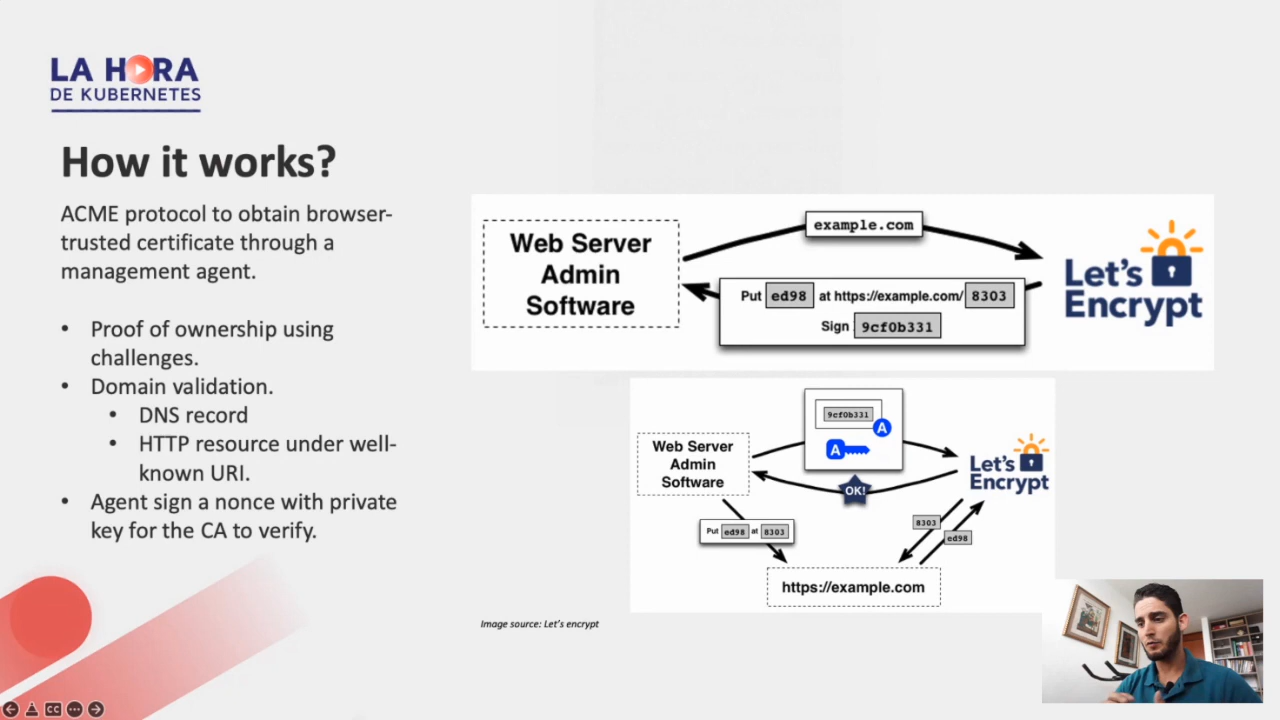 LA HORA
DE KUBERNETES
How it works?
ACME protocol to obtain browser-
trusted certificate through a
management agent.
• Proof of ownership using
challenges.
• Domain validation.
• DNS record
• HTTP resource under well-
known URI.
• Agent sign a nonce with private
key for the CA to verify.
Web Server
Admin
Software
example.com
Put ed98 at https://example.com/ 8303
Sign 9cf0b331
Let's
Encrypt
Web Server
Admin
Software
9cf0b331
A
A
OK!
Let's
Encrypt
Put ed98 at 8303
8303
ed98
https://example.com
Image source: Let's encrypt
CC